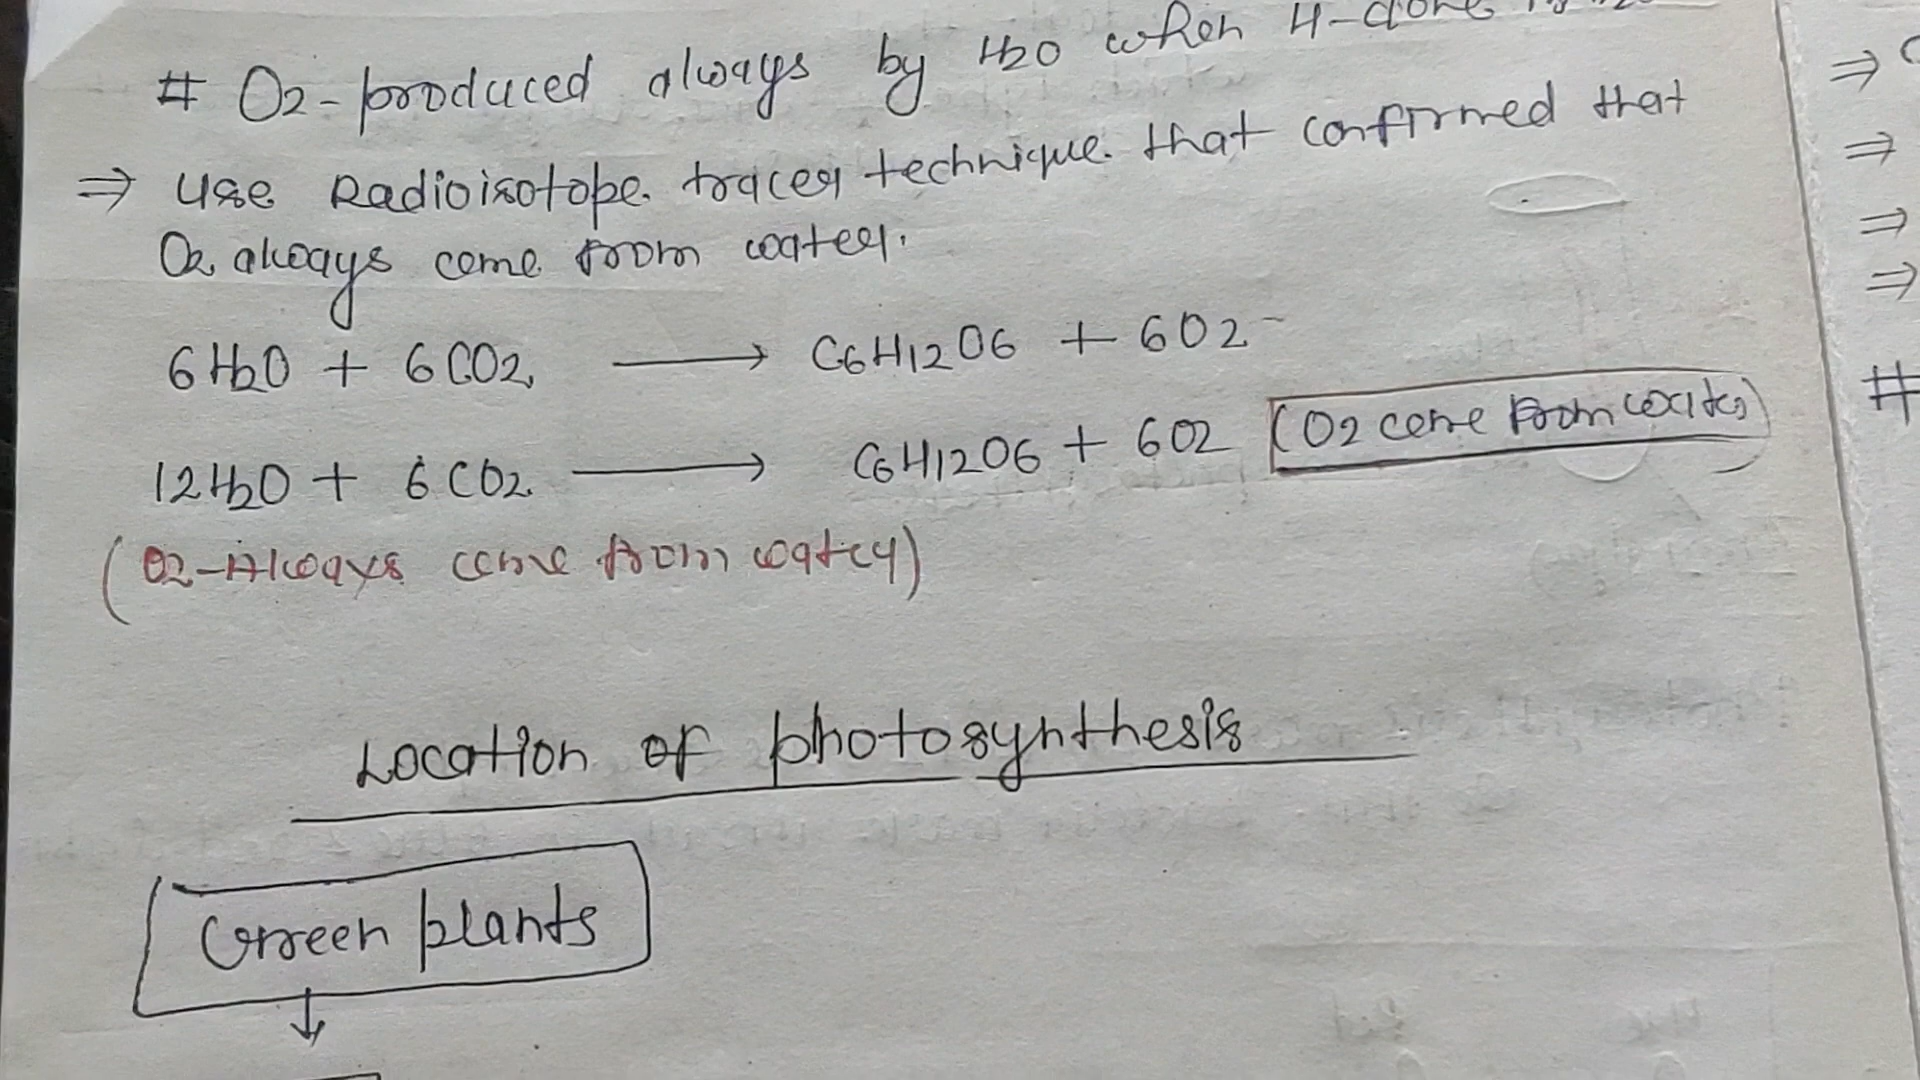 # O2-produced always by H2O when H-done is
⇒ use Radioisotope. tracer technique. that confirmed that
O2 always come from water.
6H2O + 6CO2, ⟶ C6H12O6 + 6O2-
12H2O + 6CO2. ⟶ C6H12O6 + 6O2 (O2 come from water)
(O2-Always come from water)
Location of photosynthesis
Green plants
↓
⇒
⇒
⇒
⇒
#